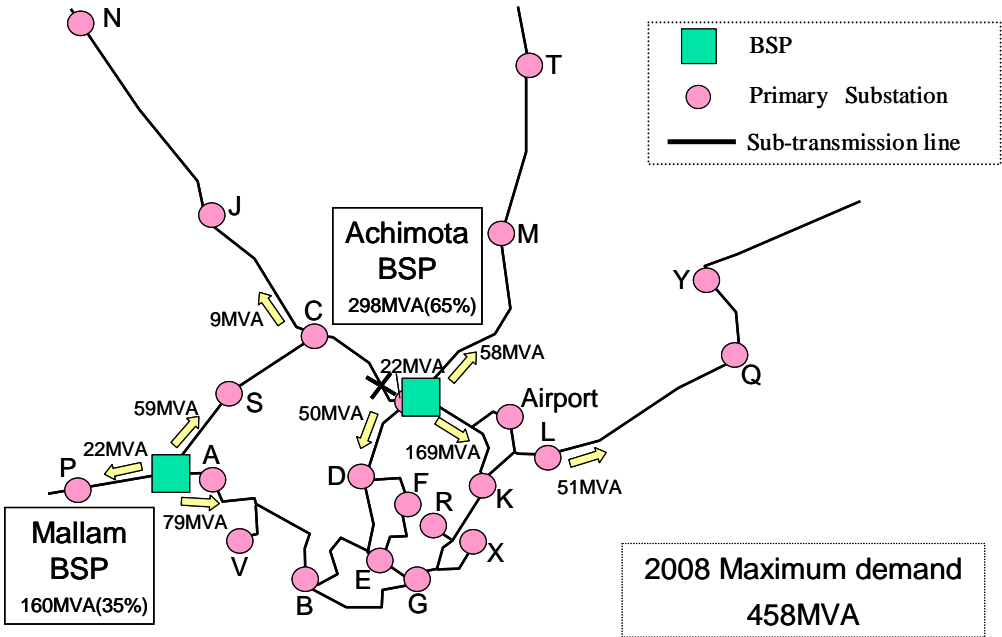 N
T
BSP
Primary Substation
Sub-transmission line
J
Achimota
BSP
298MVA(65%)
M
Y
9MVA
C
58MVA
22MVA
Q
S
Airport
59MVA
50MVA
169MVA
L
51MVA
22MVA
P
A
D
F
R
K
79MVA
Mallam
BSP
160MVA(35%)
V
X
E
B
G
2008 Maximum demand
458MVA